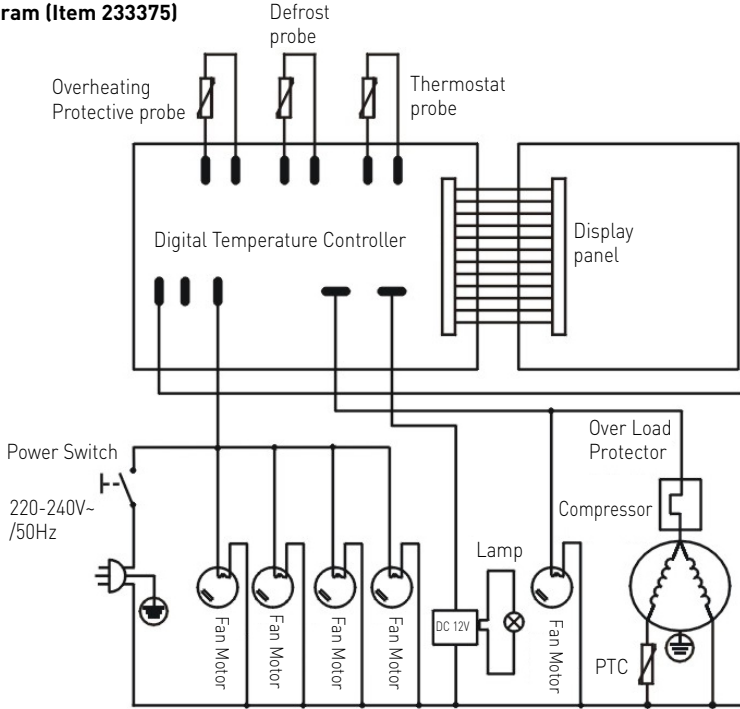 ram (Item 233375)
Defrost
probe
Overheating
Protective probe
Thermostat
probe
Digital Temperature Controller
Display
panel
Power Switch
220-240V~
/50Hz
Over Load
Protector
Compressor
Lamp
DC 12V
Fan Motor
Fan Motor
Fan Motor
Fan Motor
Fan Motor
PTC